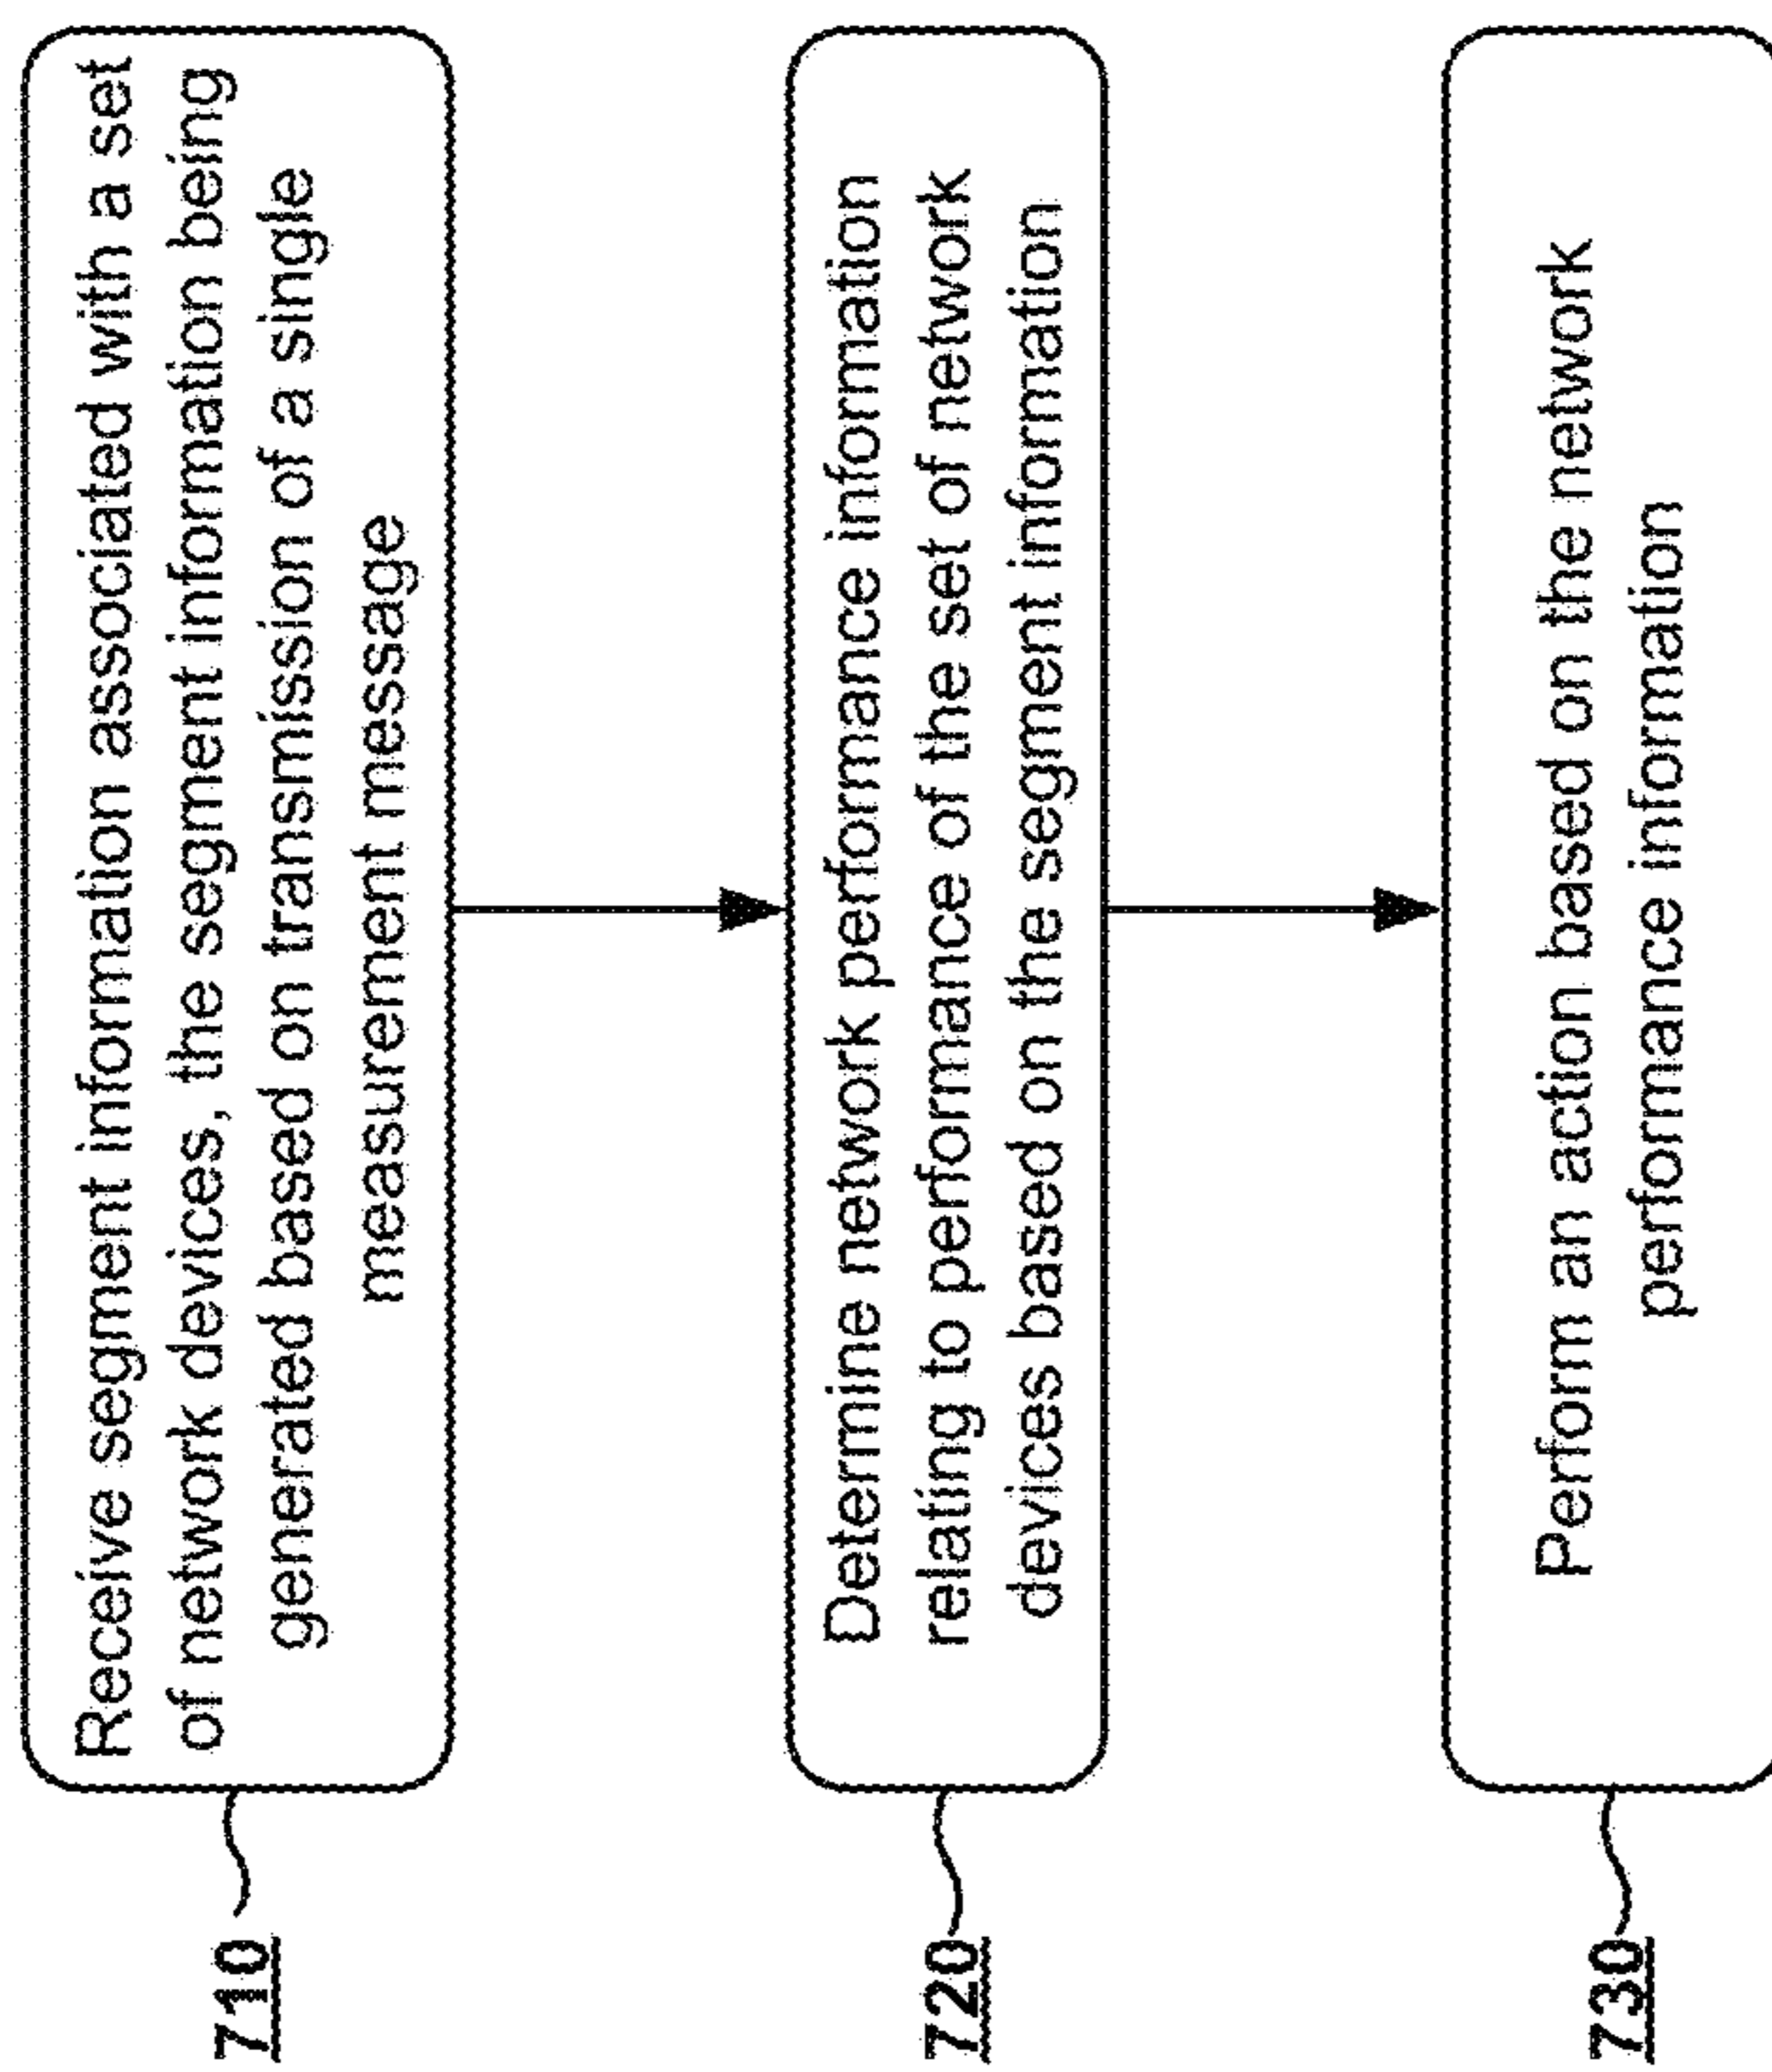 710
Receive segment information associated with a set
of network devices, the segment information being
generated based on transmission of a single
measurement message
720
Determine network performance information
relating to performance of the set of network
devices based on the segment information
730
Perform an action based on the network
performance information